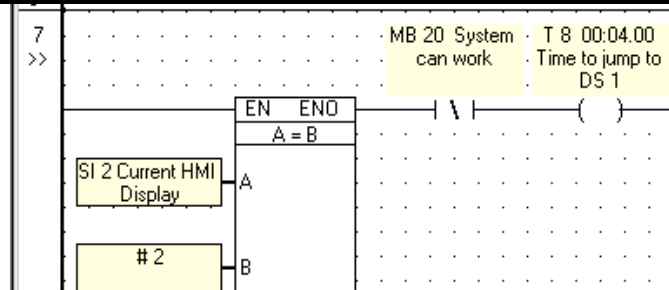 7
>>
MB 20 System
can work
T 8 00:04.00
Time to jump to
DS 1
EN ENO
A = B
SI 2 Current HMI
Display
A
# 2
B